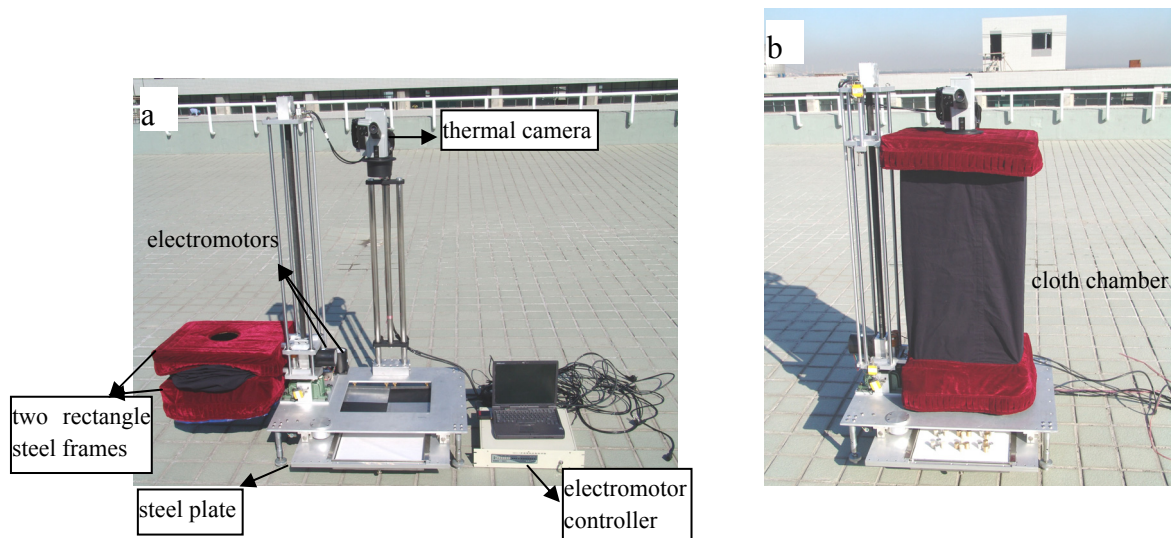 a
thermal camera
electromotors
two rectangle
steel frames
steel plate
electromotor
controller
b
cloth chamber